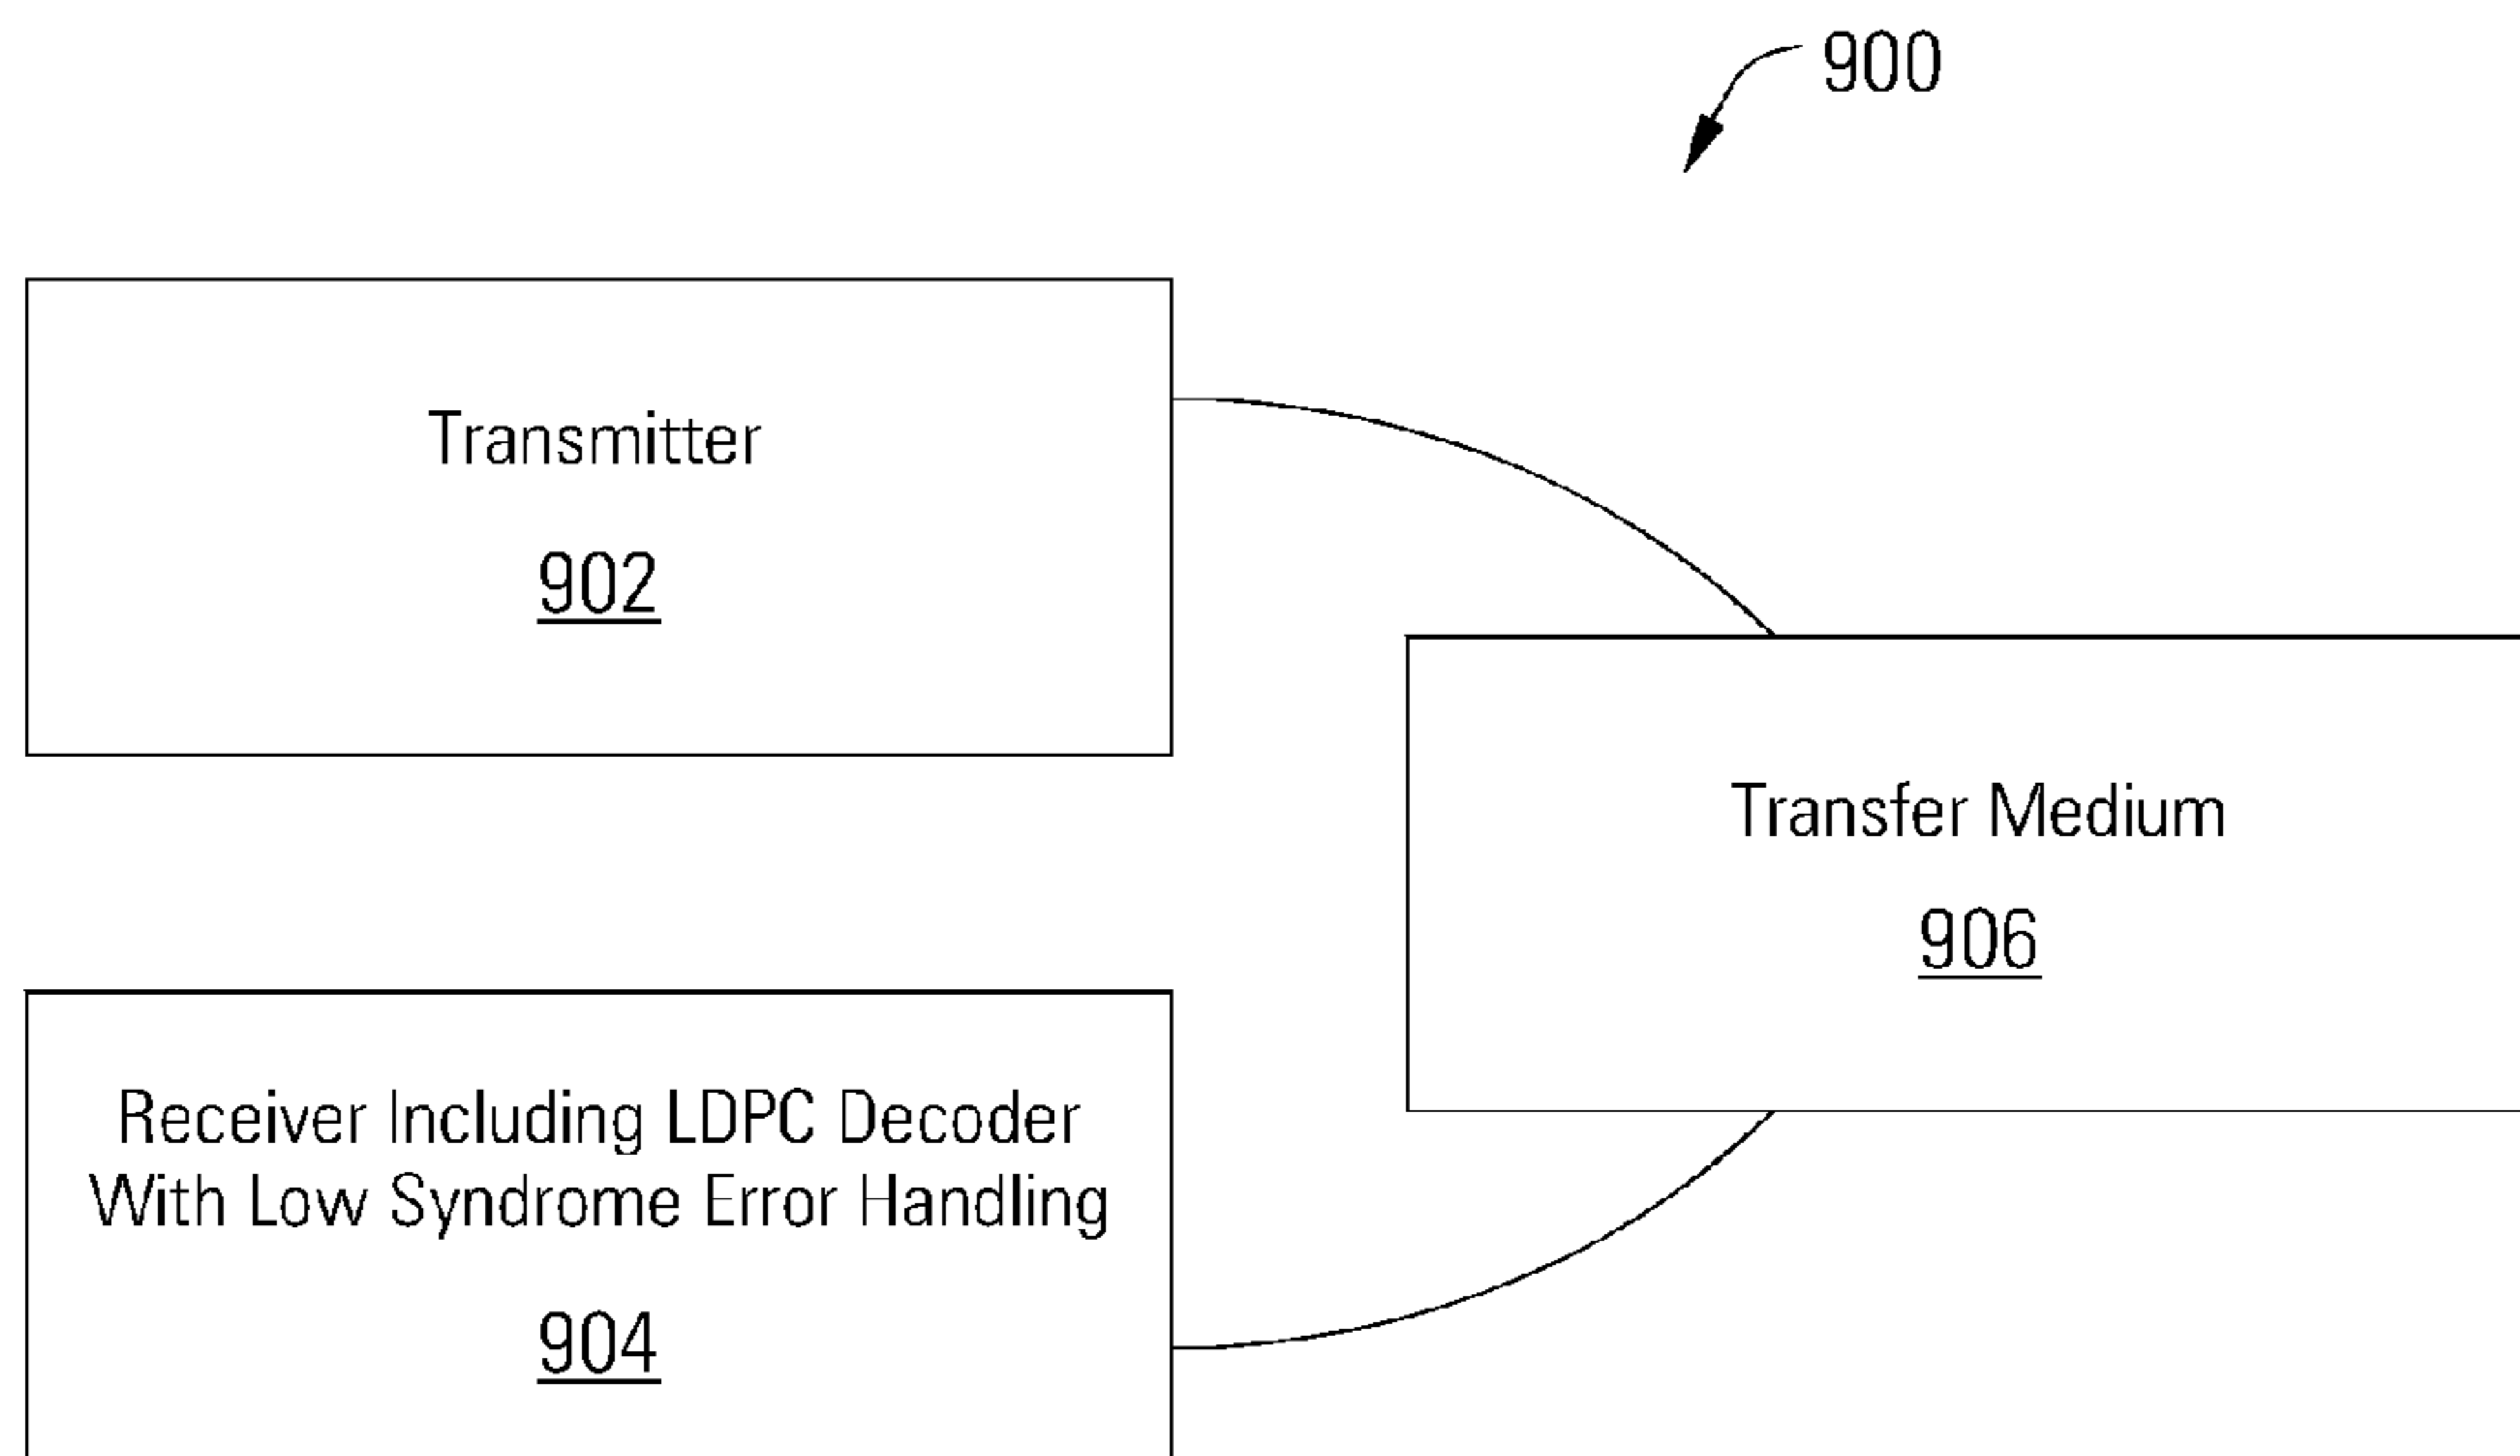 900
Transmitter
902
Transfer Medium
906
Receiver Including LDPC Decoder
With Low Syndrome Error Handling
904